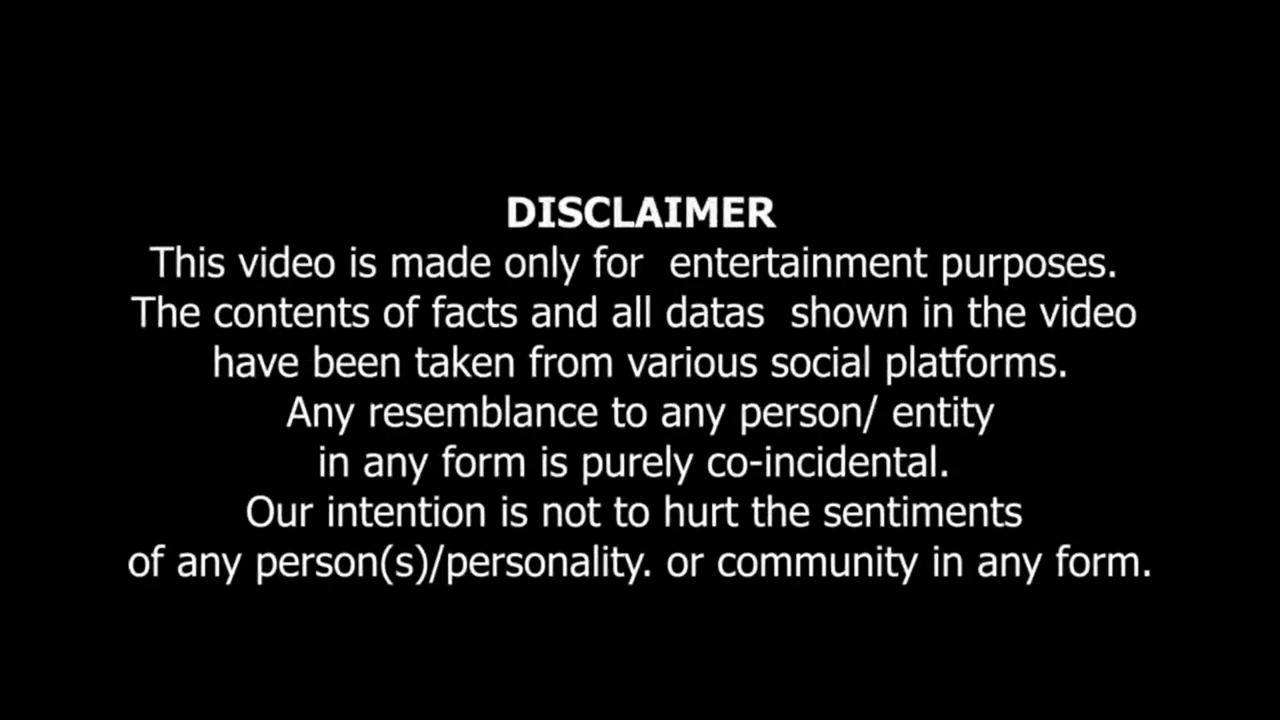 DISCLAIMER
This video is made only for  entertainment purposes.
The contents of facts and all datas  shown in the video
have been taken from various social platforms.
Any resemblance to any person/ entity
in any form is purely co-incidental.
Our intention is not to hurt the sentiments
of any person(s)/personality. or community in any form.